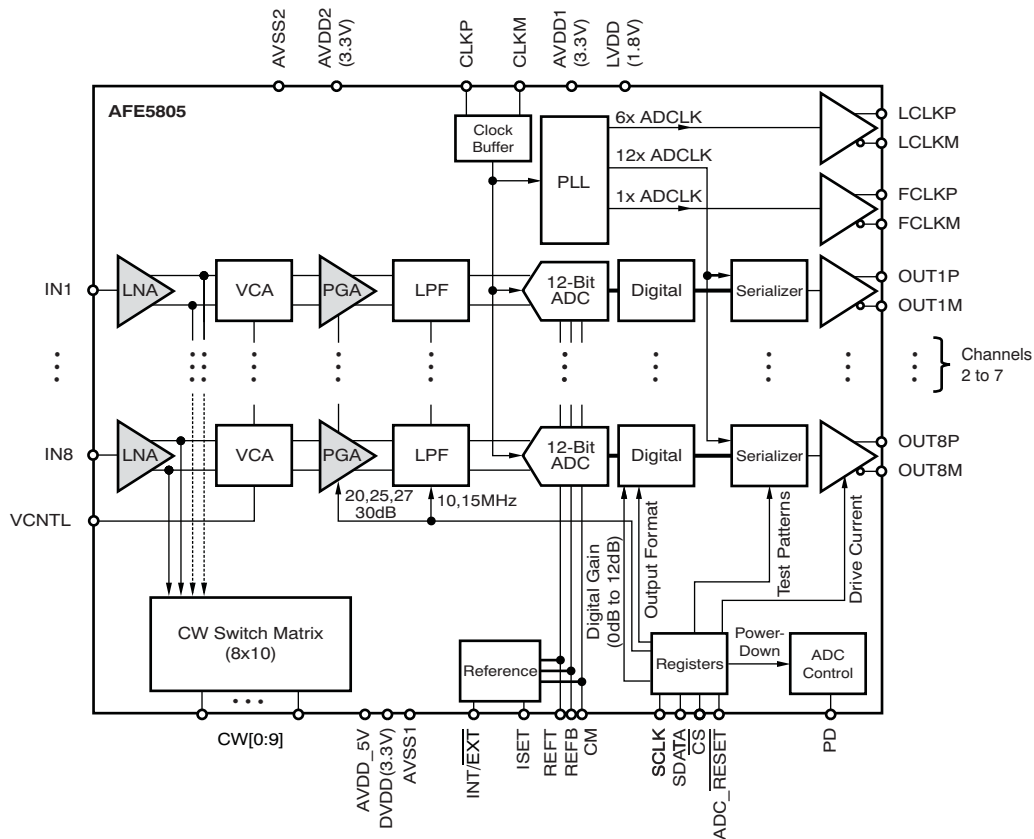 AVSS2
AVDD2
(3.3V)
CLKP
CLKM
AVDD1
(3.3V)
LVDD
(1.8V)
AFE5805
Clock
Buffer
PLL
6x ADCLK
12x ADCLK
1x ADCLK
LCLKP
LCLKM
FCLKP
FCLKM
IN1
LNA
VCA
PGA
LPF
12-Bit
ADC
Digital
Serializer
OUT1P
OUT1M
Channels
2 to 7
IN8
LNA
VCA
PGA
LPF
12-Bit
ADC
Digital
Serializer
OUT8P
OUT8M
VCNTL
20,25,27
30dB
10,15MHz
Digital Gain
(0dB to 12dB)
Output Format
Test Patterns
Drive Current
CW Switch Matrix
(8x10)
Reference
Registers
Power-
Down
ADC
Control
CW[0:9]
AVDD_5V
DVDD(3.3V)
AVSS1
INT/EXT
ISET
REFT
REFB
CM
SCLK
SDATA
CS
ADC_RESET
PD